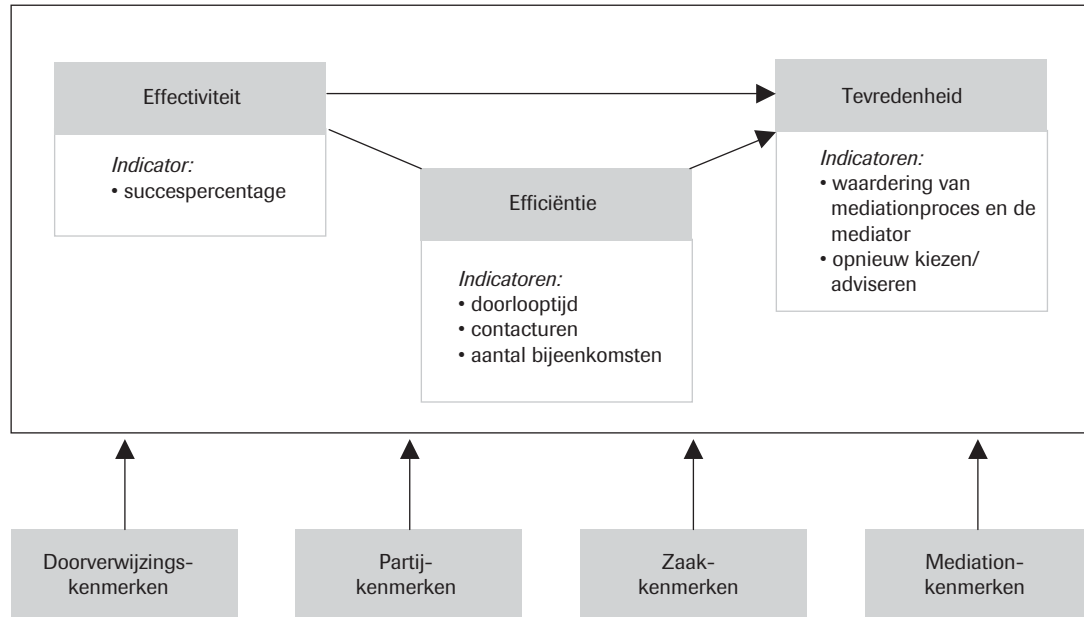 Effectiviteit
Indicator:
• succespercentage
Efficiëntie
Indicatoren:
• doorlooptijd
• contacturen
• aantal bijeenkomsten
Tevredenheid
Indicatoren:
• waardering van
mediationproces en de
mediator
• opnieuw kiezen/
adviseren
Doorverwijzings-
kenmerken
Partij-
kenmerken
Zaak-
kenmerken
Mediation-
kenmerken